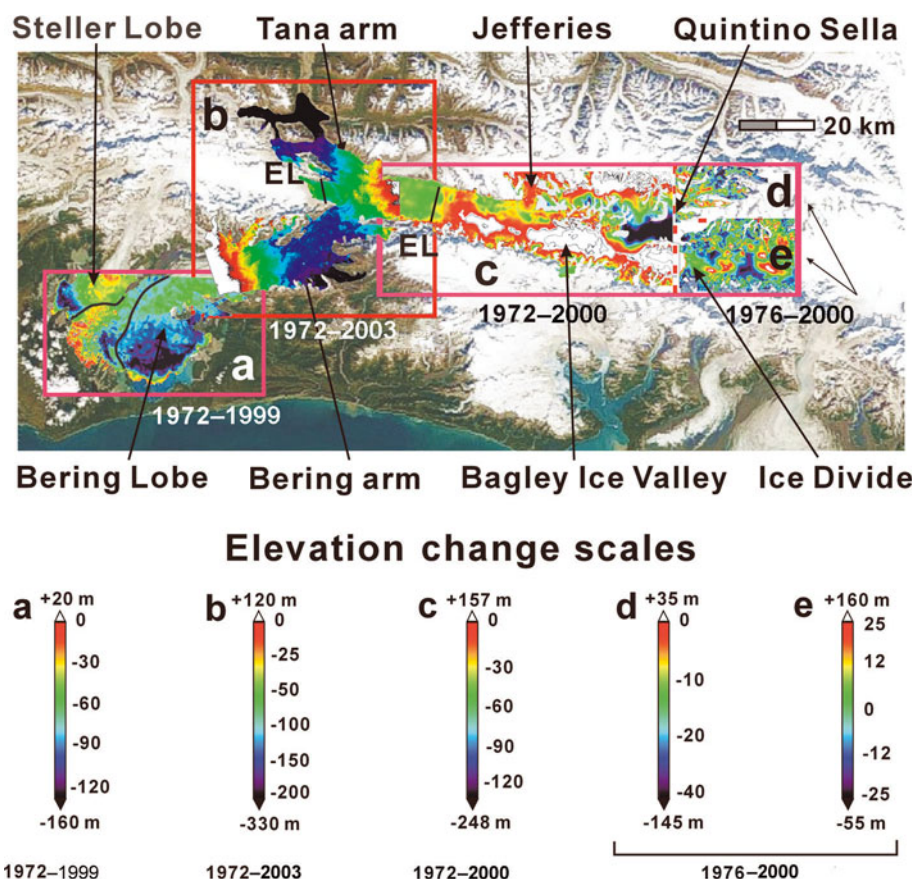 Steller Lobe Tana arm Jefferies Quintino Sella
b
20 km
EL
d
EL
c
e
1972–2003
1972–2000
1976–2000
a
1972–1999
Bering Lobe Bering arm Bagley Ice Valley Ice Divide
Elevation change scales
a +20 m b +120 m c +157 m d +35 m e +160 m
0 0 0 0 25
-30 -25 -30 -10 12
-60 -50 -60 0
-100
-90 -150 -90 -20 -12
-120 -200 -120 -40 -25
-160 m -330 m -248 m -145 m -55 m
1972–1999 1972–2003 1972–2000 1976–2000